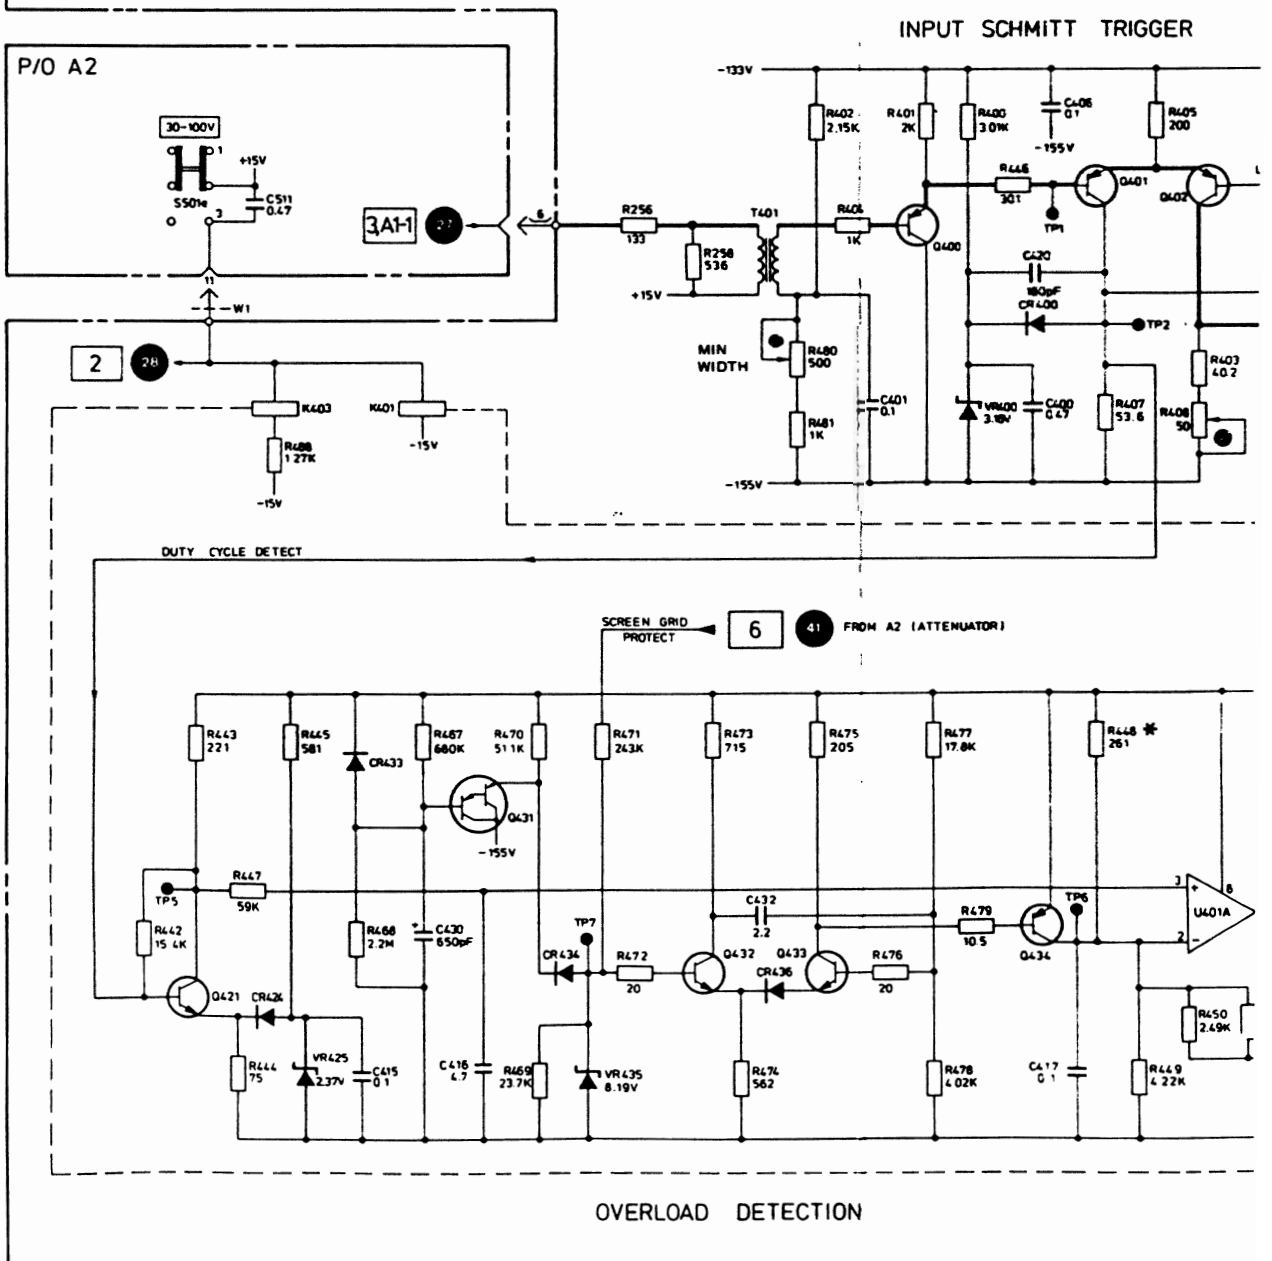 INPUT SCHMiTT TRIGGER
P/O A2
30-100V
1
+15V
S501e
3
C511
0.47
11
W1
3,A1-1
27
6
2
28
K403
K401
R488
1.27K
-15V
-15V
-133V
R256
133
R258
536
+15V
T401
R402
2.15K
R404
1K
R401
2K
R400
3.01K
C406
0.1
-155V
R405
200
R446
30.1
Q401
Q402
TP1
Q400
C420
160pF
CR400
TP2
MIN
WIDTH
R480
500
R481
1K
C401
0.1
VR400
3.16V
C400
0.47
R407
53.6
R403
40.2
R408
50
-155V
DUTY CYCLE DETECT
SCREEN GRID
PROTECT
6
41
FROM A2 (ATTENUATOR)
R443
221
R445
581
CR433
R467
680K
R470
51.1K
R471
243K
R473
715
R475
205
R477
17.8K
R448 *
261
Q431
-155V
TP5
R447
59K
R442
15.4K
R468
2.2M
+
C430
650pF
TP7
CR434
R472
20
C432
2.2
Q432
CR436
Q433
R476
20
R479
10.5
Q434
TP6
3
+
8
U401A
2
-
Q421
CR424
R444
75
VR425
2.37V
C415
0.1
C416
4.7
R469
23.7K
VR435
8.19V
R474
562
R478
4.02K
C417
0.1
R449
4.22K
R450
2.49K
OVERLOAD DETECTION